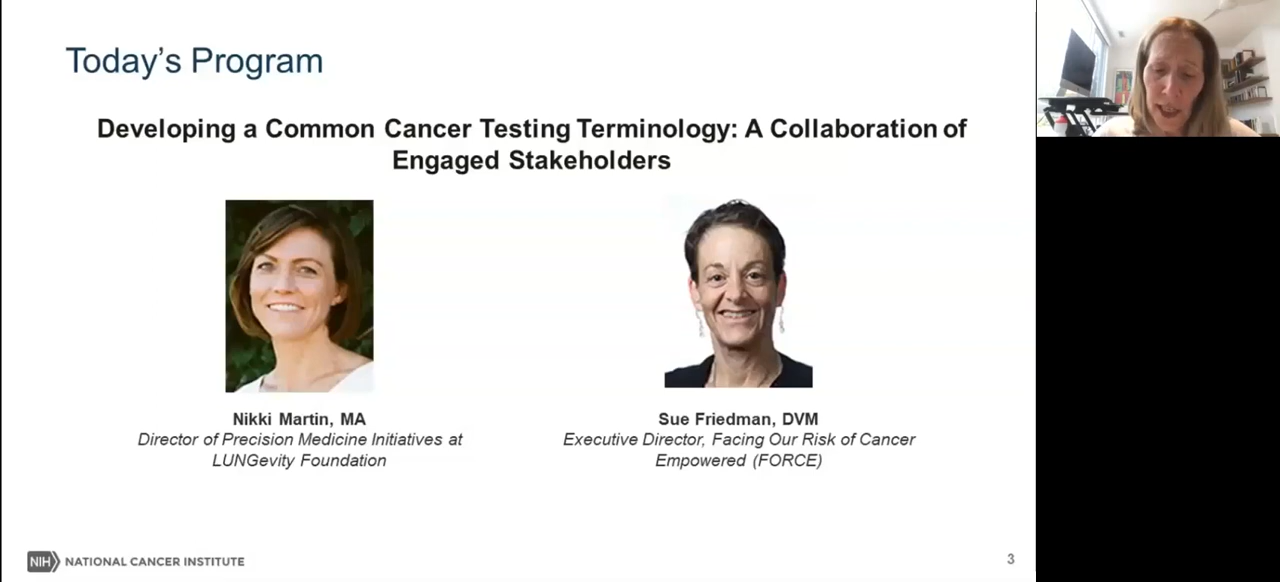 Today’s Program
Developing a Common Cancer Testing Terminology: A Collaboration of
Engaged Stakeholders
Nikki Martin, MA
Director of Precision Medicine Initiatives at
LUNGevity Foundation
Sue Friedman, DVM
Executive Director, Facing Our Risk of Cancer
Empowered (FORCE)
NIH NATIONAL CANCER INSTITUTE
3